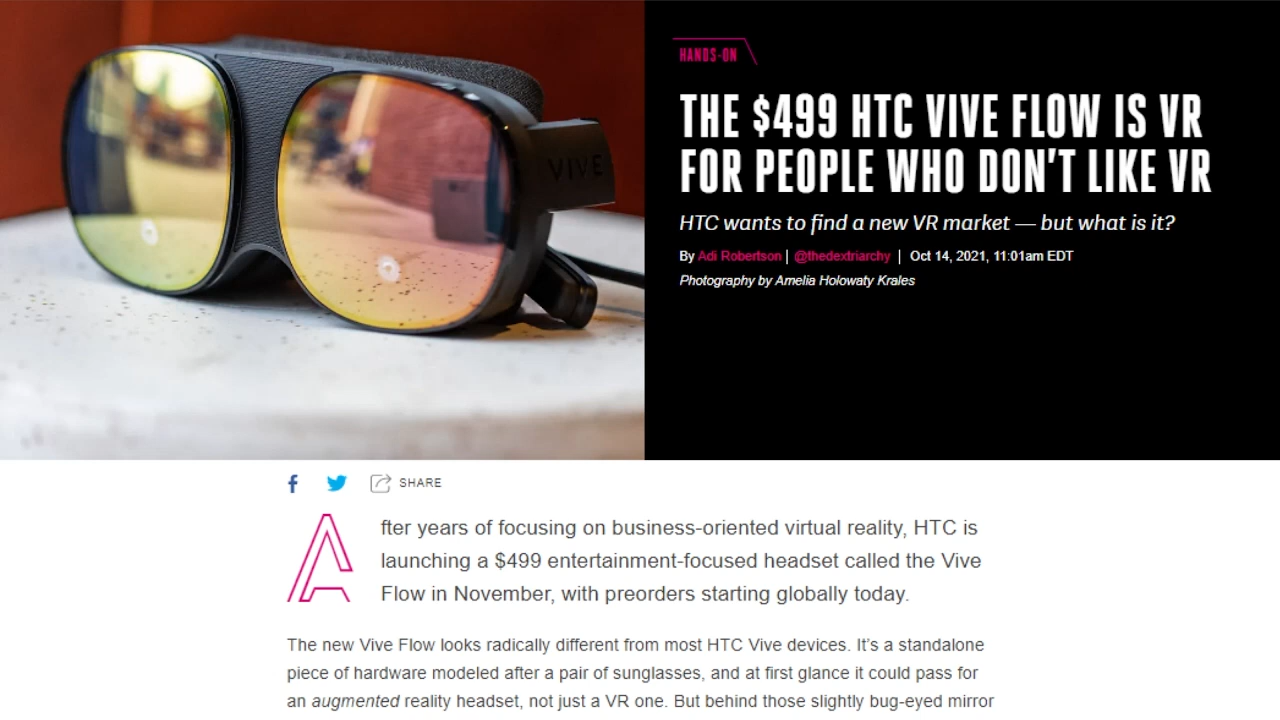 VIVE
HANDS-ON
THE $499 HTC VIVE FLOW IS VR
FOR PEOPLE WHO DON'T LIKE VR
HTC wants to find a new VR market — but what is it?
By Adi Robertson | @thedextriarchy | Oct 14, 2021, 11:01am EDT
Photography by Amelia Holowaty Krales
SHARE
After years of focusing on business-oriented virtual reality, HTC is
launching a $499 entertainment-focused headset called the Vive
Flow in November, with preorders starting globally today.
The new Vive Flow looks radically different from most HTC Vive devices. It's a standalone
piece of hardware modeled after a pair of sunglasses, and at first glance it could pass for
an augmented reality headset, not just a VR one. But behind those slightly bug-eyed mirror